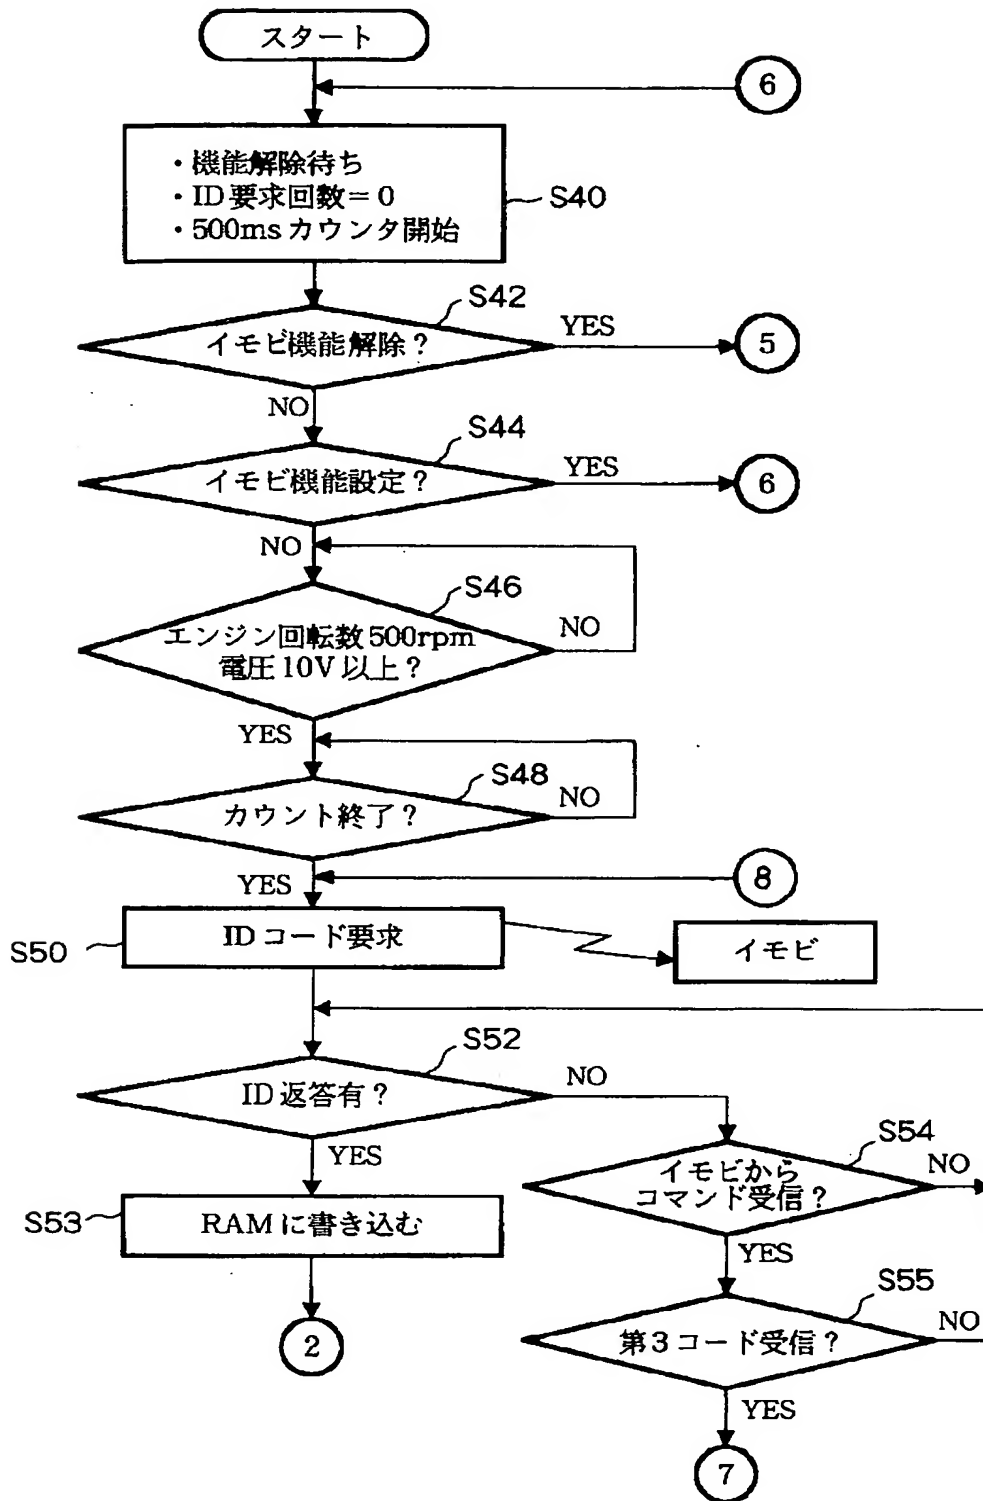 スタート
6
・機能解除待ち
・ID要求回数＝0
・500msカウンタ開始
S40
S42
イモビ機能解除？
YES
5
NO
S44
イモビ機能設定？
YES
6
NO
S46
エンジン回転数500rpm
電圧10V以上？
NO
YES
S48
カウント終了？
NO
YES
8
S50
IDコード要求
イモビ
S52
ID返答有？
NO
YES
S54
イモビから
コマンド受信？
NO
S53
RAMに書き込む
YES
S55
第3コード受信？
NO
2
YES
7